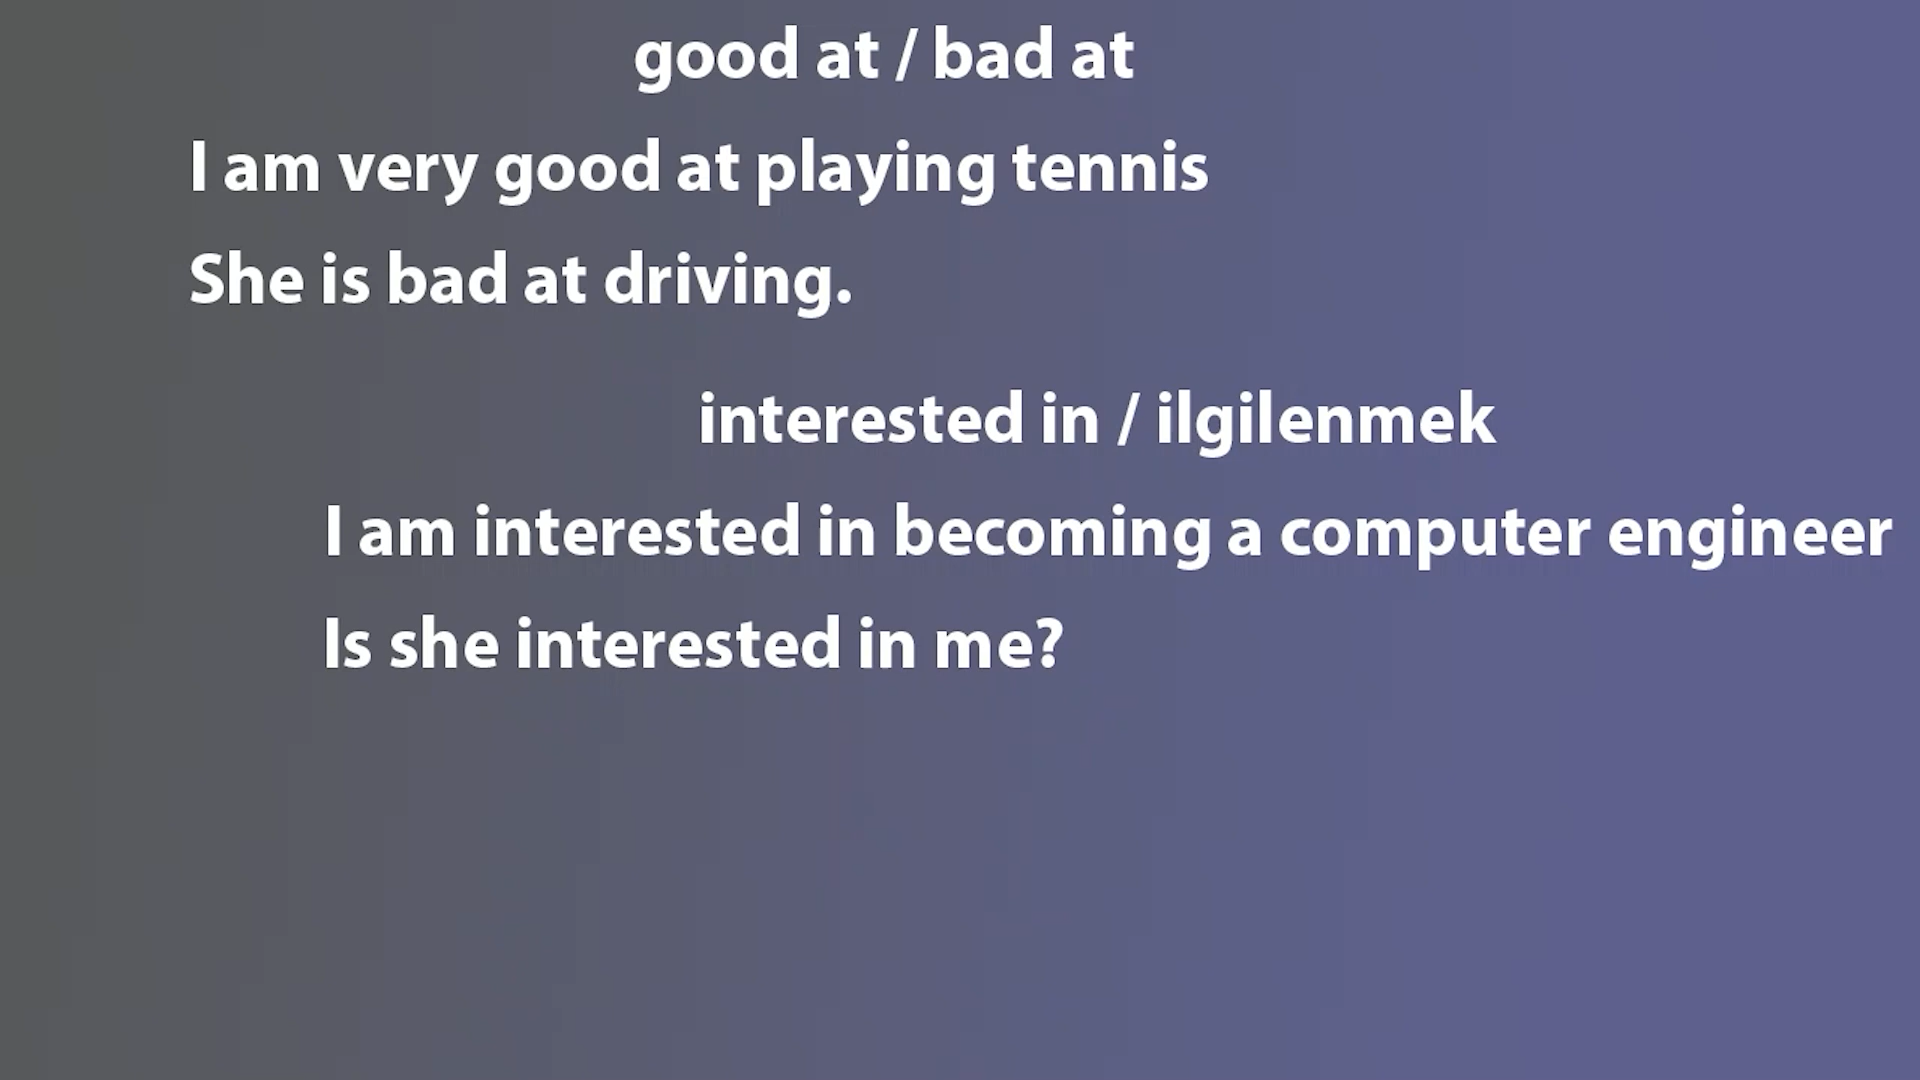 good at / bad at
I am very good at playing tennis
She is bad at driving.
interested in / ilgilenmek
I am interested in becoming a computer engineer
Is she interested in me?